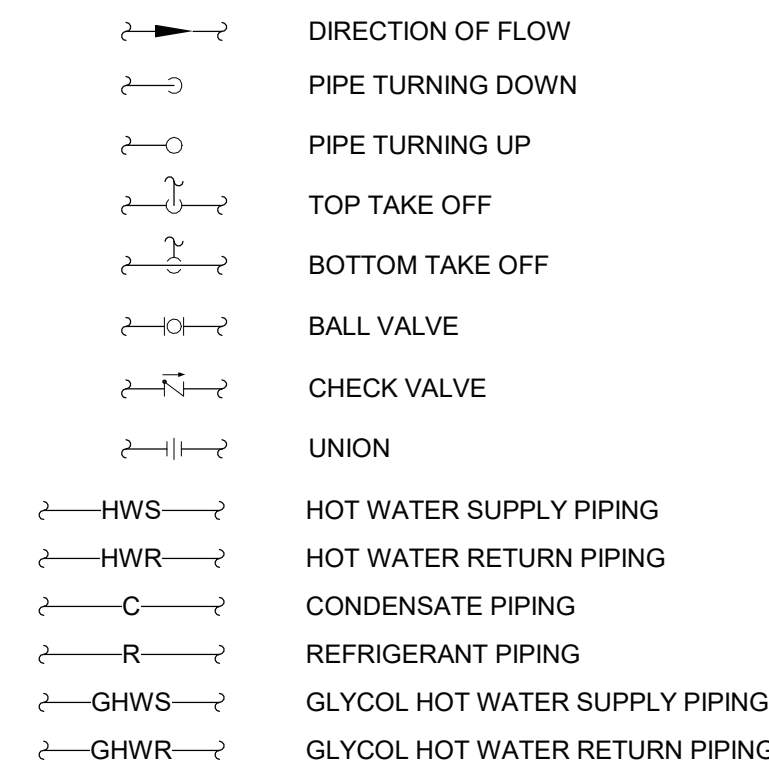 DIRECTION OF FLOW
PIPE TURNING DOWN
PIPE TURNING UP
TOP TAKE OFF
BOTTOM TAKE OFF
BALL VALVE
CHECK VALVE
UNION
HWS HOT WATER SUPPLY PIPING
HWR HOT WATER RETURN PIPING
C CONDENSATE PIPING
R REFRIGERANT PIPING
GHWS GLYCOL HOT WATER SUPPLY PIPING
GHWR GLYCOL HOT WATER RETURN PIPING